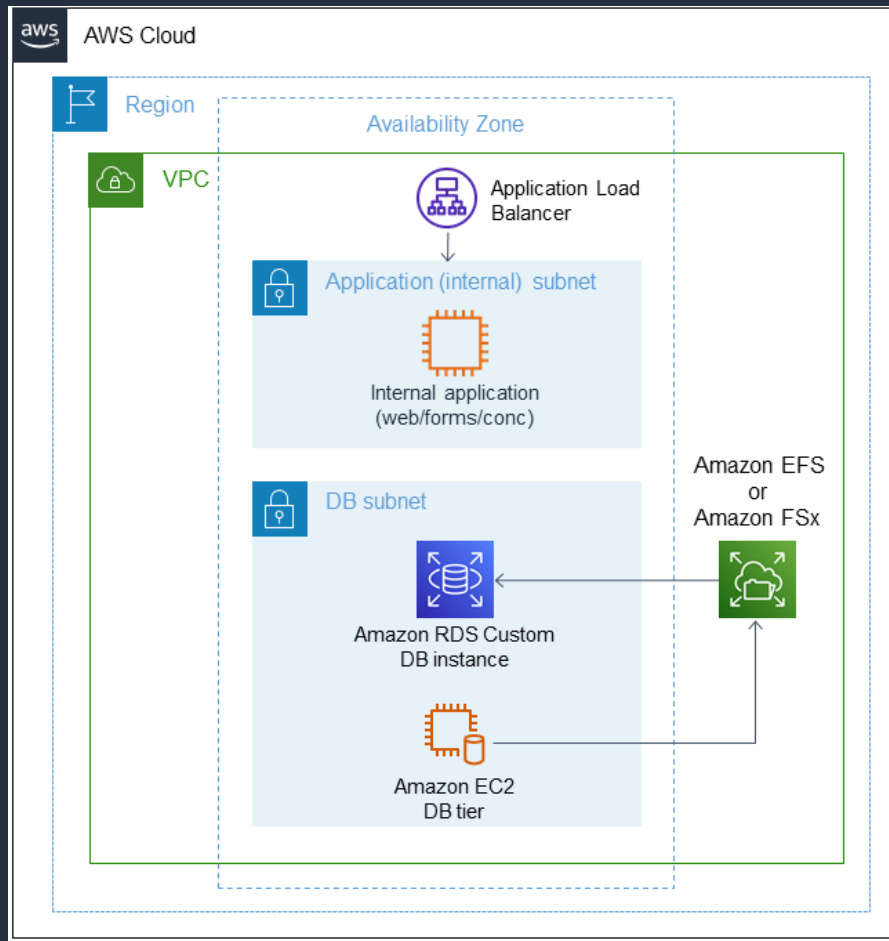 aws
AWS Cloud
Region
Availability Zone
VPC
Application Load
Balancer
Application (internal) subnet
Internal application
(web/forms/conc)
Amazon EFS
or
Amazon FSx
DB subnet
Amazon RDS Custom
DB instance
Amazon EC2
DB tier